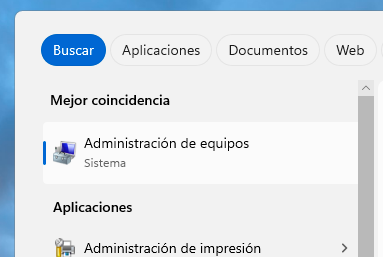 Buscar Aplicaciones Documentos Web
Mejor coincidencia
Administración de equipos
Sistema
Aplicaciones
Administración de impresión